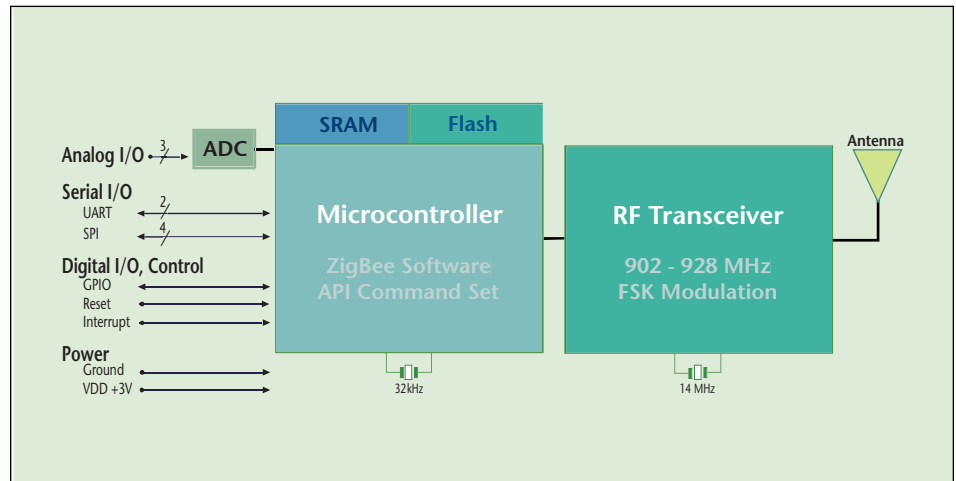 SRAM
Flash
Analog I/O
3
ADC
Antenna
Serial I/O
UART
2
SPI
4
Microcontroller
ZigBee Software
API Command Set
RF Transceiver
902 - 928 MHz
FSK Modulation
Digital I/O, Control
GPIO
Reset
Interrupt
Power
Ground
VDD +3V
32kHz
14 MHz